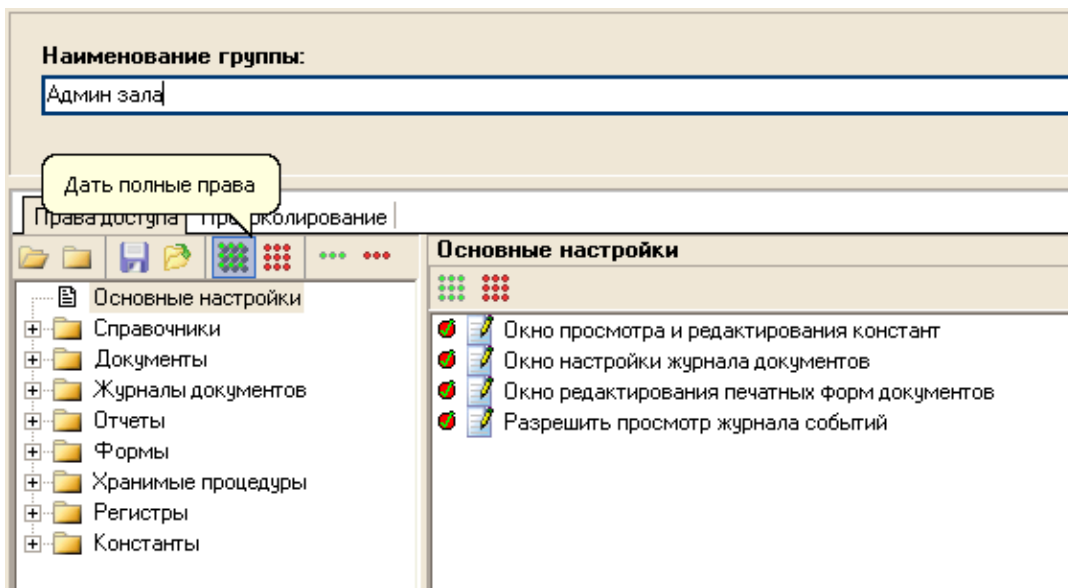 Наименование группы:
Админ зала
Дать полные права
Права доступа Протоколирование
Основные настройки
Основные настройки
Справочники
Документы
Журналы документов
Отчеты
Формы
Хранимые процедуры
Регистры
Константы
Окно просмотра и редактирования констант
Окно настройки журнала документов
Окно редактирования печатных форм документов
Разрешить просмотр журнала событий